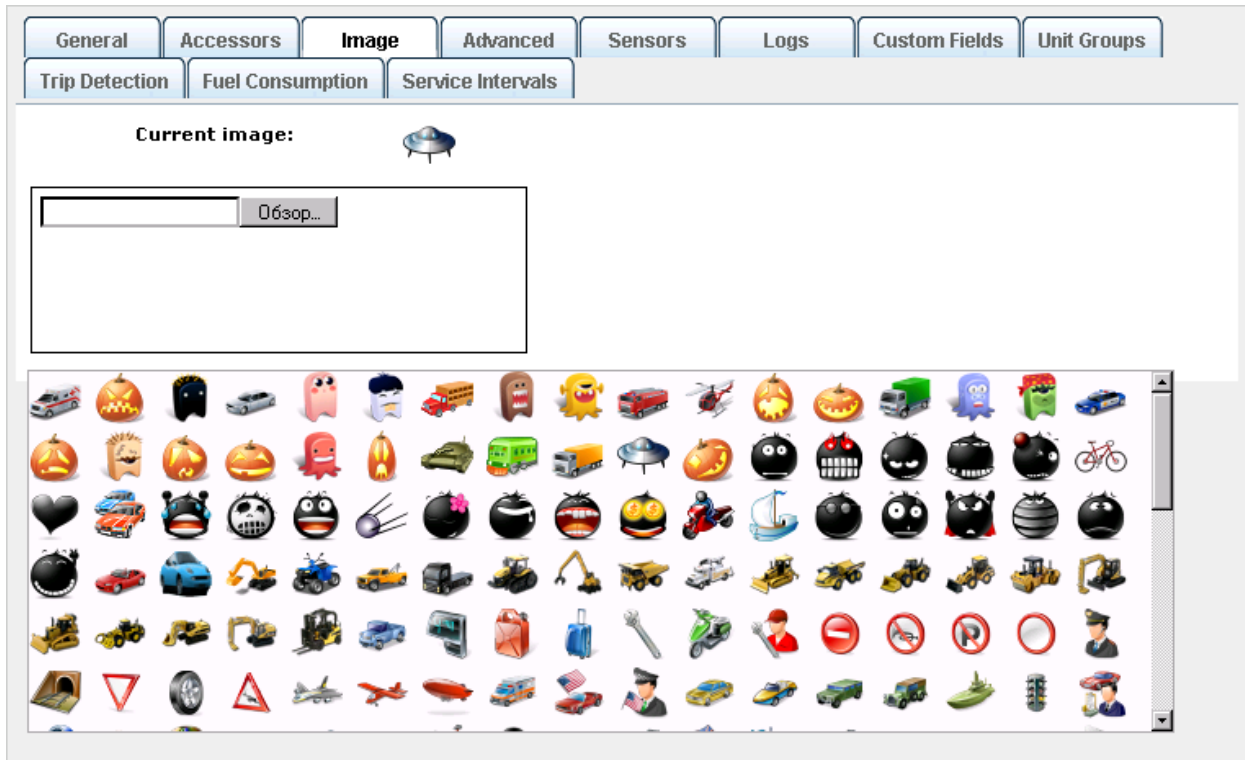 General Accessors Image Advanced Sensors Logs Custom Fields Unit Groups
Trip Detection Fuel Consumption Service Intervals
Current image:
Обзор...